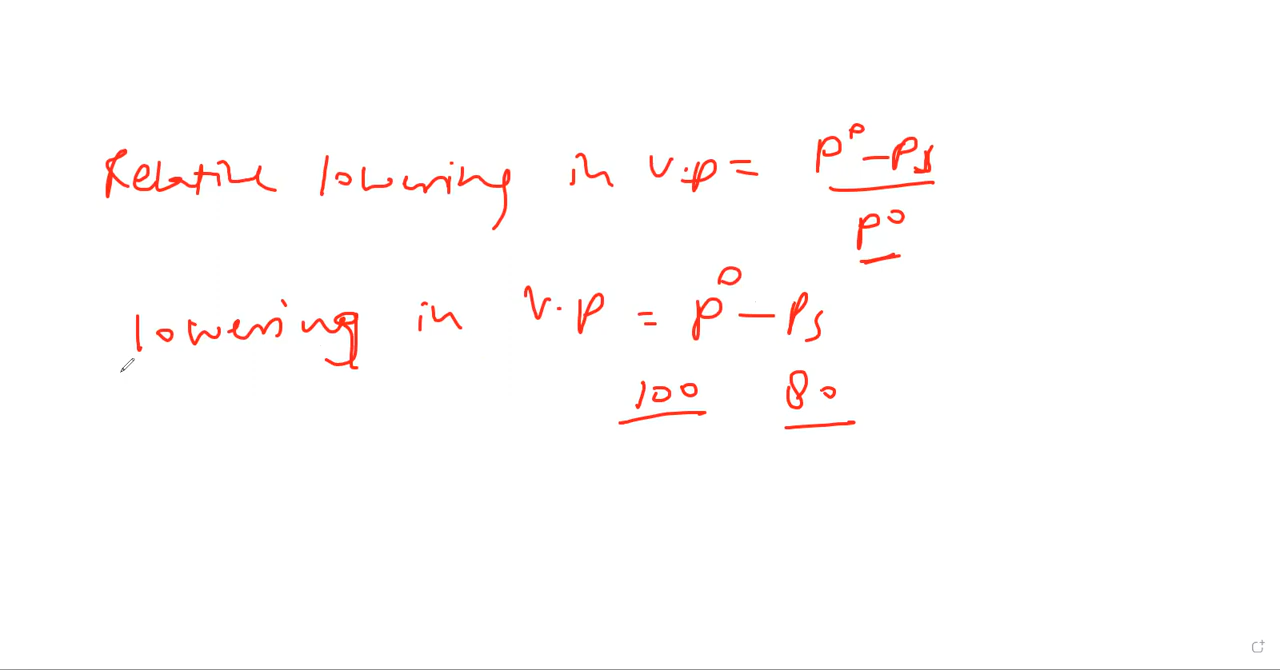 Relative lowering in v.p = p° - ps
p°
lowering in v.p = p° - ps
100 80